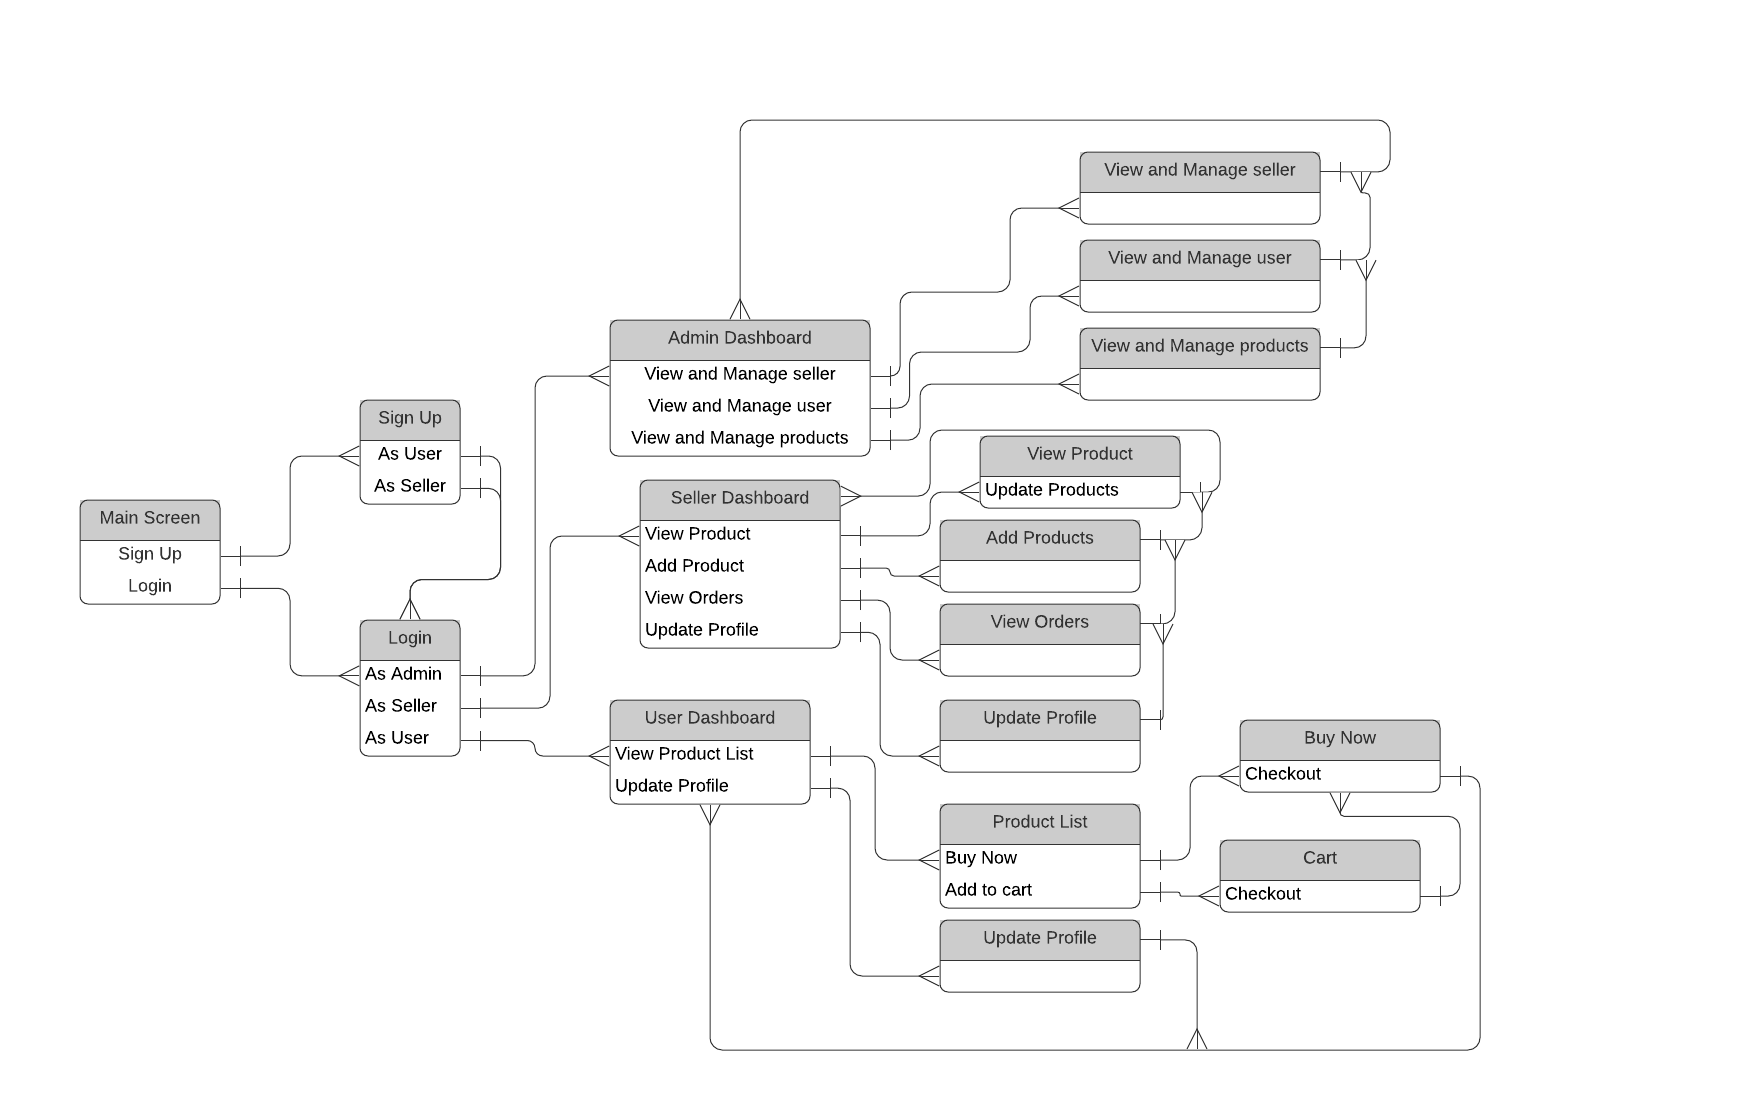 Main Screen
Sign Up
Login
Sign Up
As User
As Seller
Login
As Admin
As Seller
As User
Admin Dashboard
View and Manage seller
View and Manage user
View and Manage products
View and Manage seller
View and Manage user
View and Manage products
Seller Dashboard
View Product
Add Product
View Orders
Update Profile
View Product
Update Products
Add Products
View Orders
Update Profile
User Dashboard
View Product List
Update Profile
Product List
Buy Now
Add to cart
Update Profile
Buy Now
Checkout
Cart
Checkout